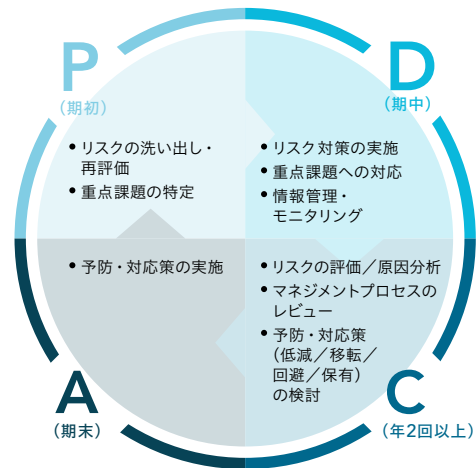 P
（期初）
• リスクの洗い出し・
再評価
• 重点課題の特定
D
（期中）
• リスク対策の実施
• 重点課題への対応
• 情報管理・
モニタリング
• 予防・対応策の実施
A
（期末）
• リスクの評価／原因分析
• マネジメントプロセスの
レビュー
• 予防・対応策
（低減／移転／
回避／保有）
の検討
C
（年2回以上）